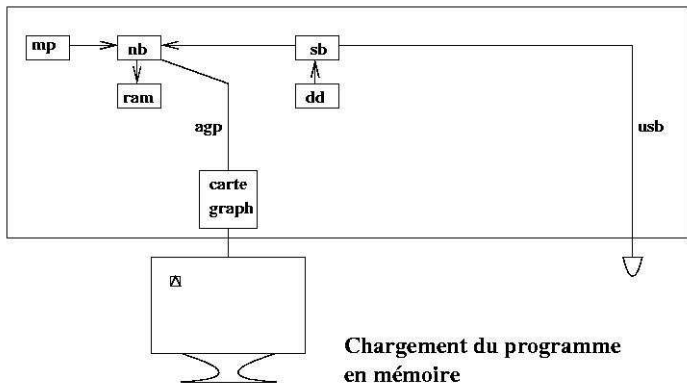 mp
nb
sb
ram
dd
agp
usb
carte
graph
Chargement du programme
en mémoire